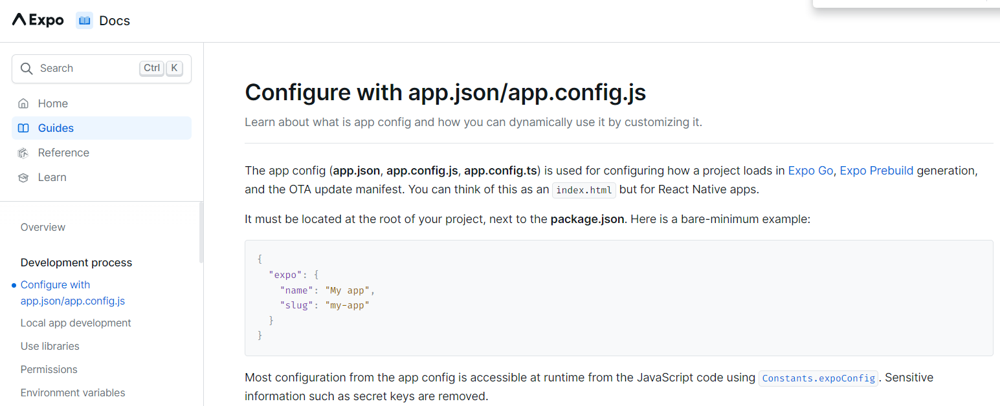 Expo Docs
Search Ctrl K
Home
Guides
Reference
Learn
Overview
Development process
Configure with
app.json/app.config.js
Local app development
Use libraries
Permissions
Environment variables
Configure with app.json/app.config.js
Learn about what is app config and how you can dynamically use it by customizing it.
The app config (app.json, app.config.js, app.config.ts) is used for configuring how a project loads in Expo Go, Expo Prebuild generation,
and the OTA update manifest. You can think of this as an index.html but for React Native apps.
It must be located at the root of your project, next to the package.json. Here is a bare-minimum example:
{
"expo": {
"name": "My app",
"slug": "my-app"
}
}
Most configuration from the app config is accessible at runtime from the JavaScript code using Constants.expoConfig. Sensitive
information such as secret keys are removed.